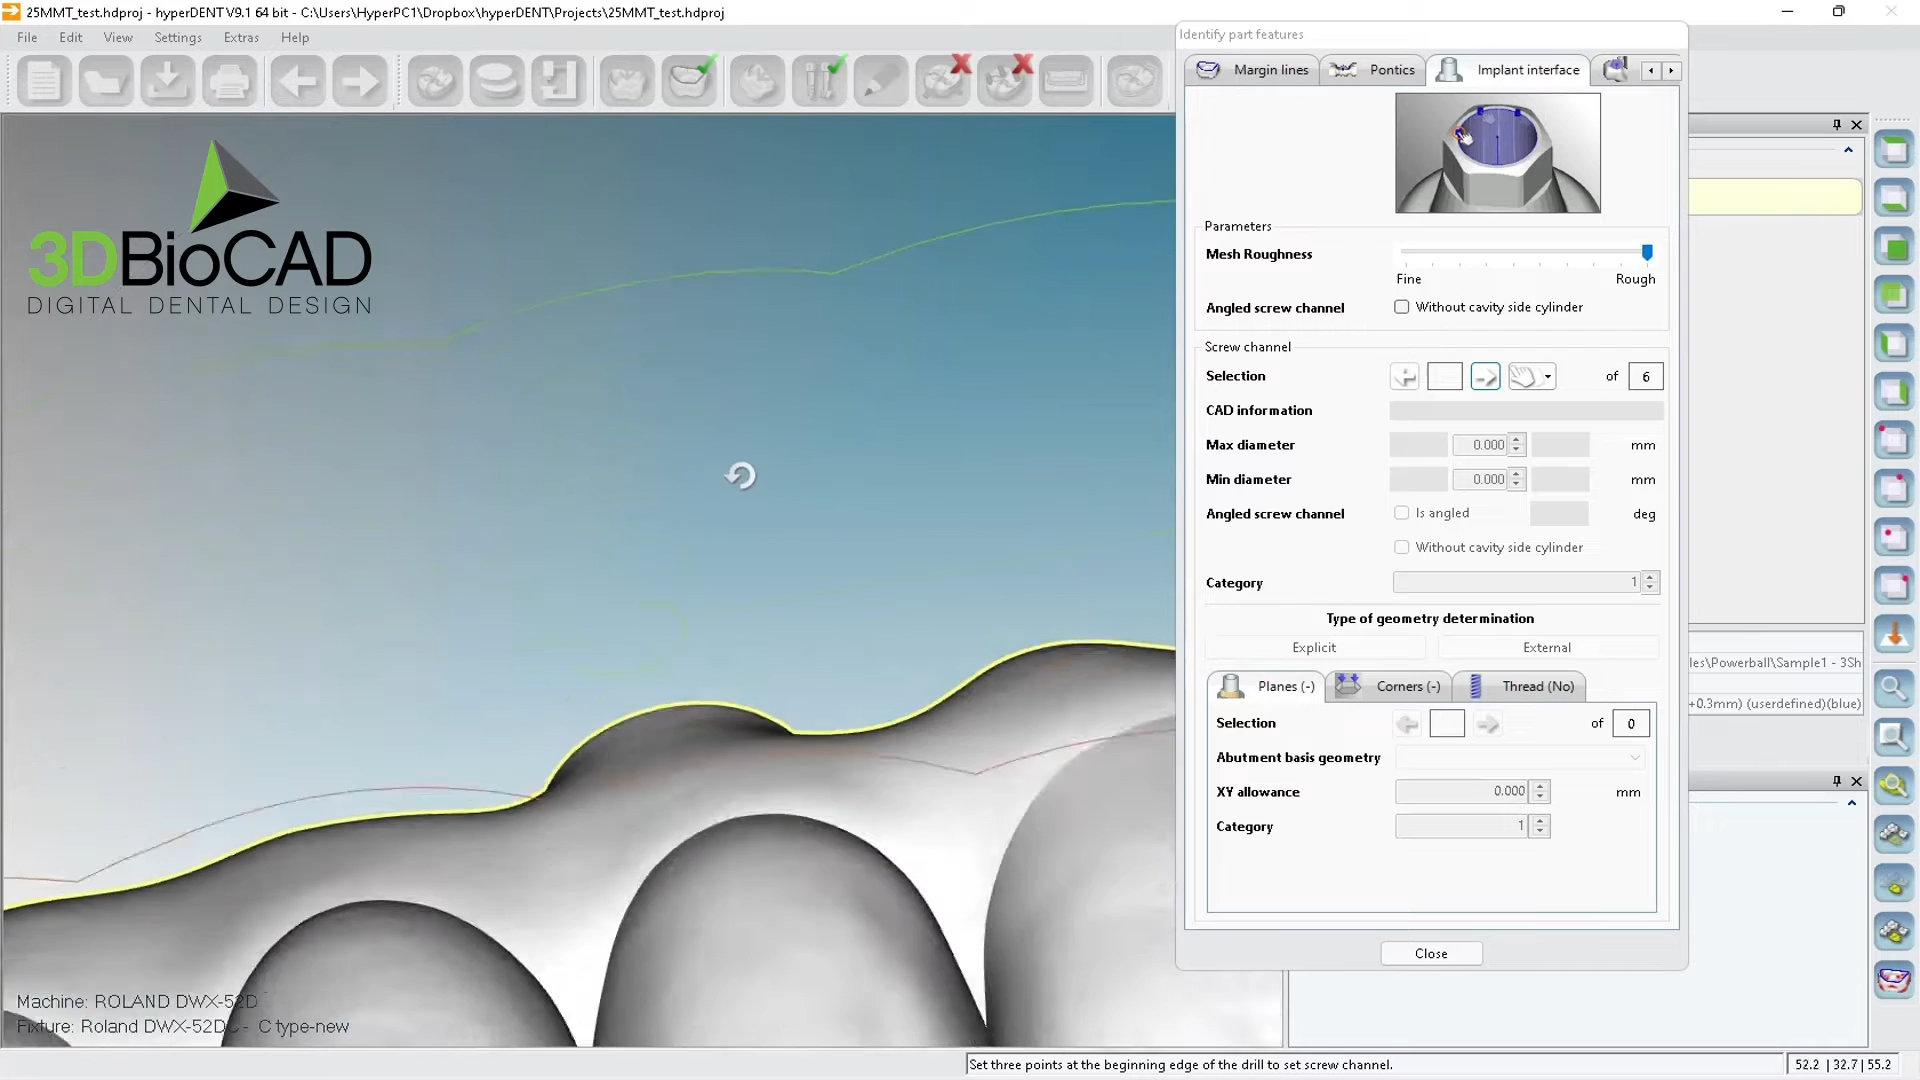 25MMT_test.hdproj - hyperDENT V9.1 64 bit - C:\Users\HyperPC1\Dropbox\hyperDENT\Projects\25MMT_test.hdproj
File Edit View Settings Extras Help
Identify part features
Margin lines Pontics Implant interface
3DBioCAD
DIGITAL DENTAL DESIGN
Parameters
Mesh Roughness
Fine Rough
Angled screw channel Without cavity side cylinder
Screw channel
Selection of 6
CAD information
Max diameter 0.000 mm
Min diameter 0.000 mm
Angled screw channel Is angled deg
Without cavity side cylinder
Category 1
Type of geometry determination
Explicit External
les\Powerball\Sample1 - 3Sh
Planes (-) Corners (-) Thread (No)
+0.3mm) (userdefined)(blue)
Selection of 0
Abutment basis geometry
XY allowance 0.000 mm
Category 1
Close
Machine: ROLAND DWX-52D
Fixture: Roland DWX-52DC - C type-new
Set three points at the beginning edge of the drill to set screw channel.
52.2 | 32.7 | 55.2